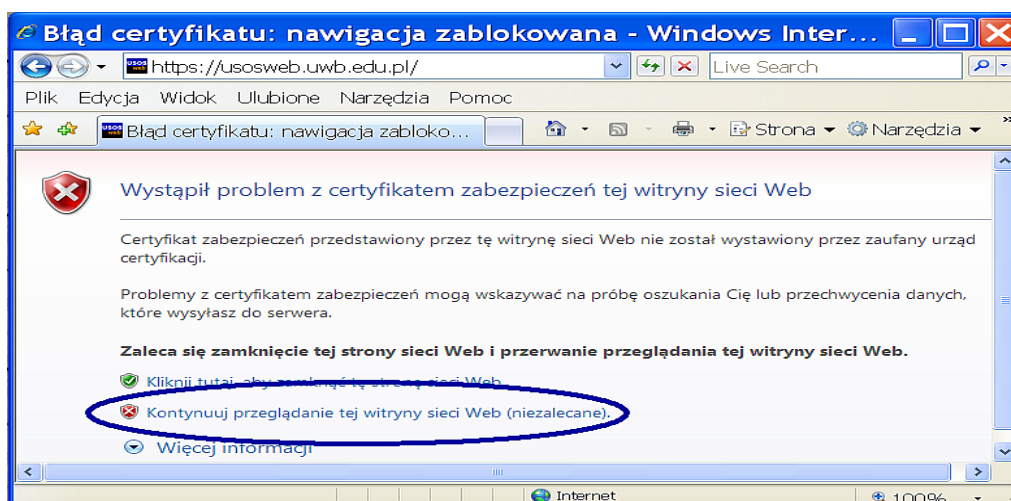 Błąd certyfikatu: nawigacja zablokowana - Windows Inter...
https://usosweb.uwb.edu.pl/
Live Search
Plik Edycja Widok Ulubione Narzędzia Pomoc
USOS web Błąd certyfikatu: nawigacja zabloko... Strona Narzędzia
Wystąpił problem z certyfikatem zabezpieczeń tej witryny sieci Web
Certyfikat zabezpieczeń przedstawiony przez tę witrynę sieci Web nie został wystawiony przez zaufany urząd
certyfikacji.
Problemy z certyfikatem zabezpieczeń mogą wskazywać na próbę oszukania Cię lub przechwycenia danych,
które wysyłasz do serwera.
Zaleca się zamknięcie tej strony sieci Web i przerwanie przeglądania tej witryny sieci Web.
Kliknij tutaj, aby zamknąć tę stronę sieci Web.
Kontynuuj przeglądanie tej witryny sieci Web (niezalecane).
Więcej informacji
Internet 100%